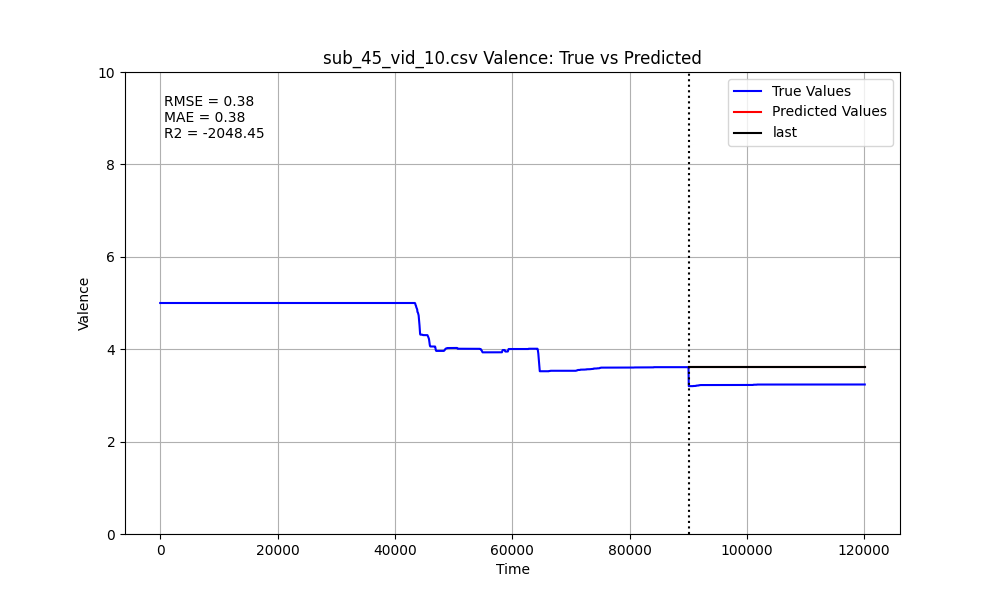 sub_45_vid_10.csv Valence: True vs Predicted
RMSE = 0.38
MAE = 0.38
R2 = -2048.45
True Values
Predicted Values
last
Valence
10
8
6
4
2
0
0 20000 40000 60000 80000 100000 120000
Time